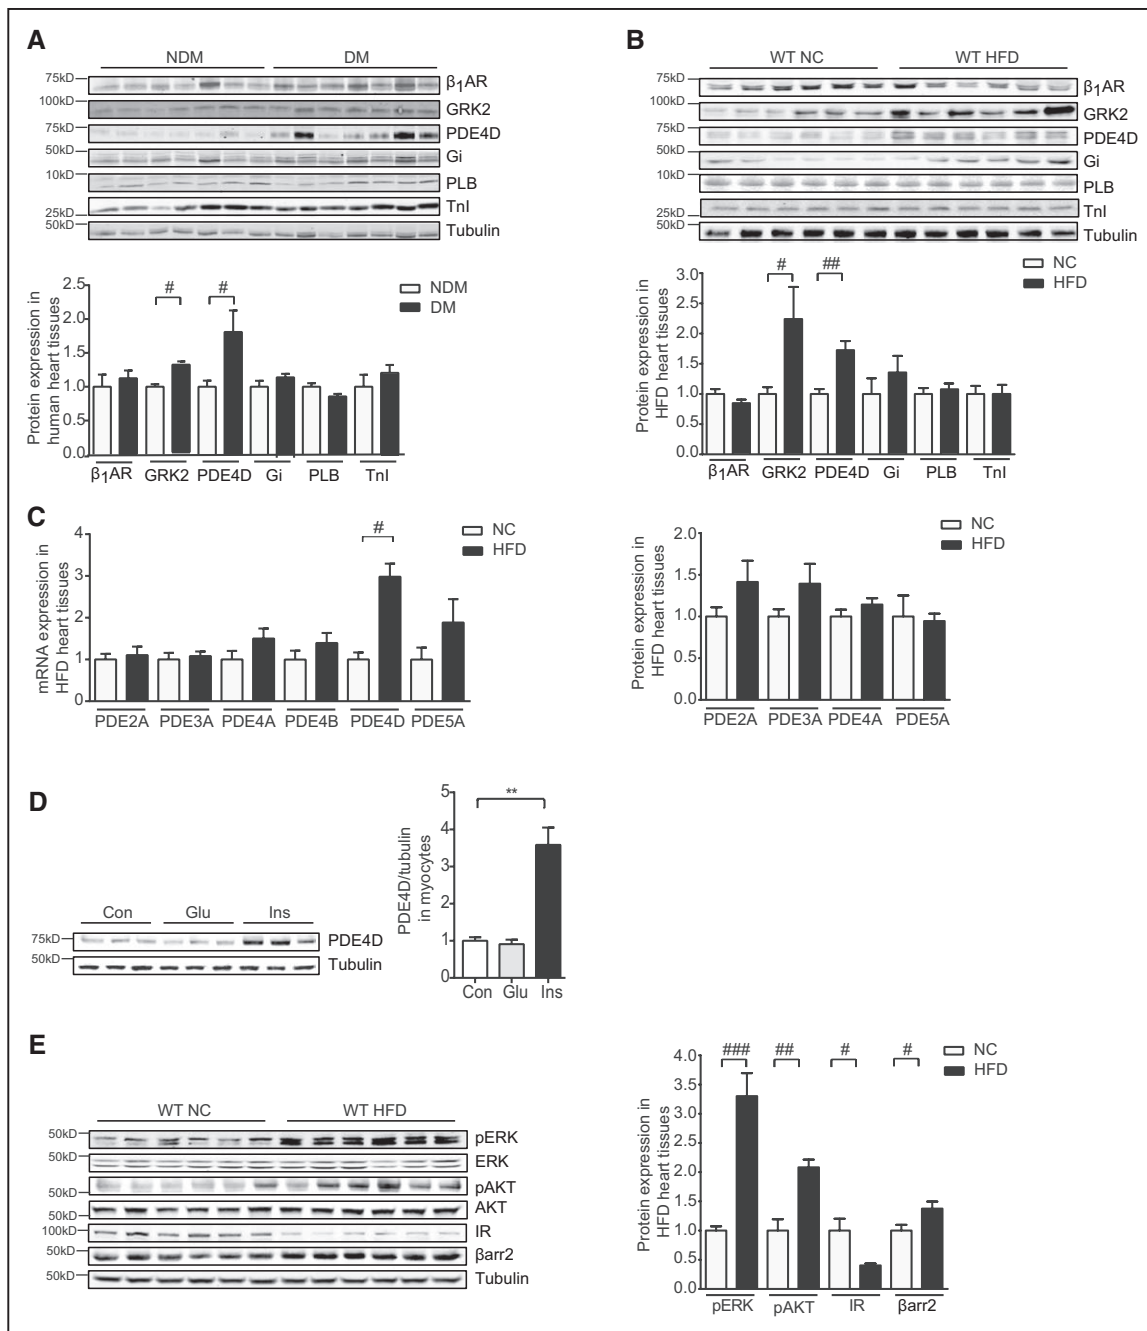 A
NDM DM
75kD β1AR
100kD GRK2
75kD PDE4D
50kD Gi
10kD PLB
25kD TnI
50kD Tubulin
Protein expression in
human heart tissues
2.5
2.0
1.5
1.0
0.5
0.0
# #
NDM
DM
β1AR GRK2 PDE4D Gi PLB TnI
B
WT NC WT HFD
75kD β1AR
100kD GRK2
75kD PDE4D
50kD Gi
PLB
25kD TnI
50kD Tubulin
Protein expression in
HFD heart tissues
3.0
2.5
2.0
1.5
1.0
0.5
0.0
# ##
NC
HFD
β1AR GRK2 PDE4D Gi PLB TnI
C
mRNA expression in
HFD heart tissues
4
3
2
1
0
#
NC
HFD
PDE2A PDE3A PDE4A PDE4B PDE4D PDE5A
Protein expression in
HFD heart tissues
2.0
1.5
1.0
0.5
0.0
NC
HFD
PDE2A PDE3A PDE4A PDE5A
D
Con Glu Ins
75kD PDE4D
50kD Tubulin
PDE4D/tubulin
in myocytes
5
4
3
2
1
0
**
Con Glu Ins
E
WT NC WT HFD
50kD pERK
50kD ERK
50kD pAKT
50kD AKT
100kD IR
50kD βarr2
50kD Tubulin
Protein expression in
HFD heart tissues
4.0
3.5
3.0
2.5
2.0
1.5
1.0
0.5
0.0
### ## # #
NC
HFD
pERK pAKT IR βarr2